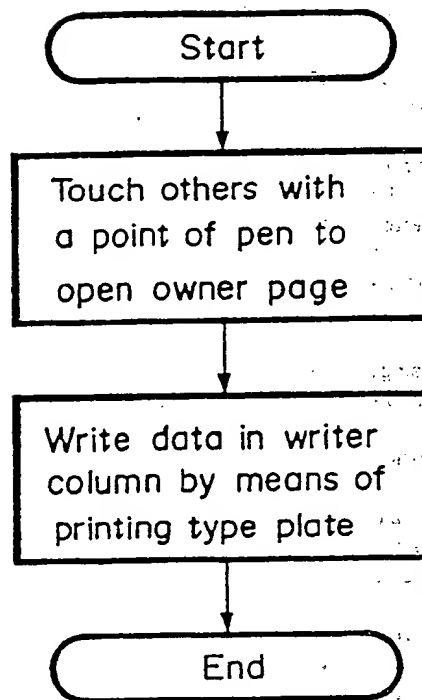 Start
Touch others with
a point of pen to
open owner page
Write data in writer
column by means of
printing type plate
End